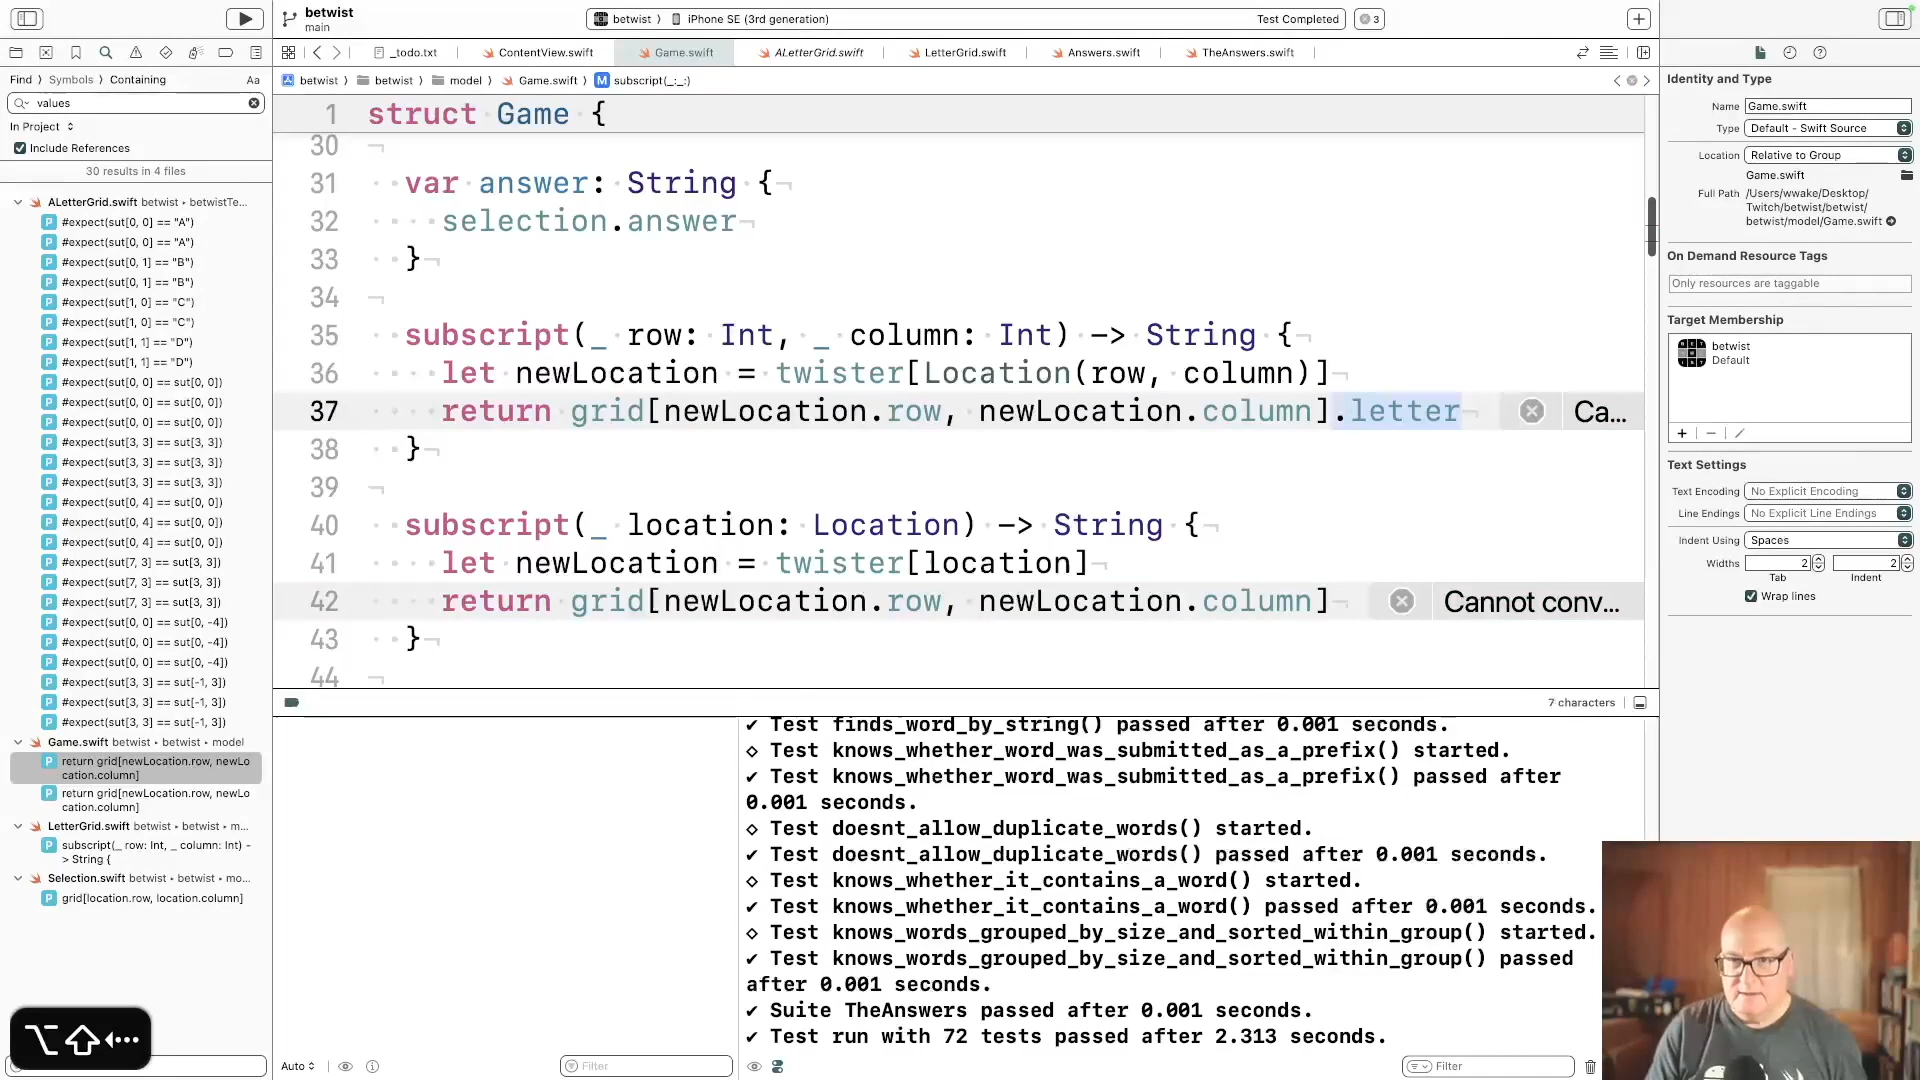 betwist
main
betwist 〉 iPhone SE (3rd generation)
Test Completed
3
_todo.txt
ContentView.swift
Game.swift
ALetterGrid.swift
LetterGrid.swift
Answers.swift
TheAnswers.swift
Find 〉 Symbols 〉 Containing
Aa
betwist 〉 betwist 〉 model 〉 Game.swift 〉 M subscript(_:_:)
values
In Project
Include References
30 results in 4 files
ALetterGrid.swift betwist • betwistTe...
P #expect(sut[0, 0] == "A")
P #expect(sut[0, 0] == "A")
P #expect(sut[0, 1] == "B")
P #expect(sut[0, 1] == "B")
P #expect(sut[1, 0] == "C")
P #expect(sut[1, 0] == "C")
P #expect(sut[1, 1] == "D")
P #expect(sut[1, 1] == "D")
P #expect(sut[0, 0] == sut[0, 0])
P #expect(sut[0, 0] == sut[0, 0])
P #expect(sut[0, 0] == sut[0, 0])
P #expect(sut[3, 3] == sut[3, 3])
P #expect(sut[3, 3] == sut[3, 3])
P #expect(sut[3, 3] == sut[3, 3])
P #expect(sut[0, 4] == sut[0, 0])
P #expect(sut[0, 4] == sut[0, 0])
P #expect(sut[0, 4] == sut[0, 0])
P #expect(sut[7, 3] == sut[3, 3])
P #expect(sut[7, 3] == sut[3, 3])
P #expect(sut[7, 3] == sut[3, 3])
P #expect(sut[0, 0] == sut[0, -4])
P #expect(sut[0, 0] == sut[0, -4])
P #expect(sut[0, 0] == sut[0, -4])
P #expect(sut[3, 3] == sut[-1, 3])
P #expect(sut[3, 3] == sut[-1, 3])
P #expect(sut[3, 3] == sut[-1, 3])
Game.swift betwist • betwist • model
P return grid[newLocation.row, newLo
cation.column]
P return grid[newLocation.row, newLo
cation.column]
LetterGrid.swift betwist • betwist • m...
P subscript(_ row: Int, _ column: Int) -
> String {
Selection.swift betwist • betwist • mo...
P grid[location.row, location.column]
⌥⇧←⋯
1 struct Game {
30
31 var answer: String {
32 selection.answer
33 }
34
35 subscript(_ row: Int, _ column: Int) -> String {
36 let newLocation = twister[Location(row, column)]
37 return grid[newLocation.row, newLocation.column].letter
Ca...
38 }
39
40 subscript(_ location: Location) -> String {
41 let newLocation = twister[location]
42 return grid[newLocation.row, newLocation.column]
Cannot conv...
43 }
44
7 characters
✔ Test finds_word_by_string() passed after 0.001 seconds.
◇ Test knows_whether_word_was_submitted_as_a_prefix() started.
✔ Test knows_whether_word_was_submitted_as_a_prefix() passed after
0.001 seconds.
◇ Test doesnt_allow_duplicate_words() started.
✔ Test doesnt_allow_duplicate_words() passed after 0.001 seconds.
◇ Test knows_whether_it_contains_a_word() started.
✔ Test knows_whether_it_contains_a_word() passed after 0.001 seconds.
◇ Test knows_words_grouped_by_size_and_sorted_within_group() started.
✔ Test knows_words_grouped_by_size_and_sorted_within_group() passed
after 0.001 seconds.
✔ Suite TheAnswers passed after 0.001 seconds.
✔ Test run with 72 tests passed after 2.313 seconds.
Auto
Filter
Filter
Identity and Type
Name Game.swift
Type Default - Swift Source
Location Relative to Group
Game.swift
Full Path /Users/wwake/Desktop/
Twitch/betwist/betwist/
betwist/model/Game.swift
On Demand Resource Tags
Only resources are taggable
Target Membership
betwist
Default
Text Settings
Text Encoding No Explicit Encoding
Line Endings No Explicit Line Endings
Indent Using Spaces
Widths 2 2
Tab Indent
Wrap lines